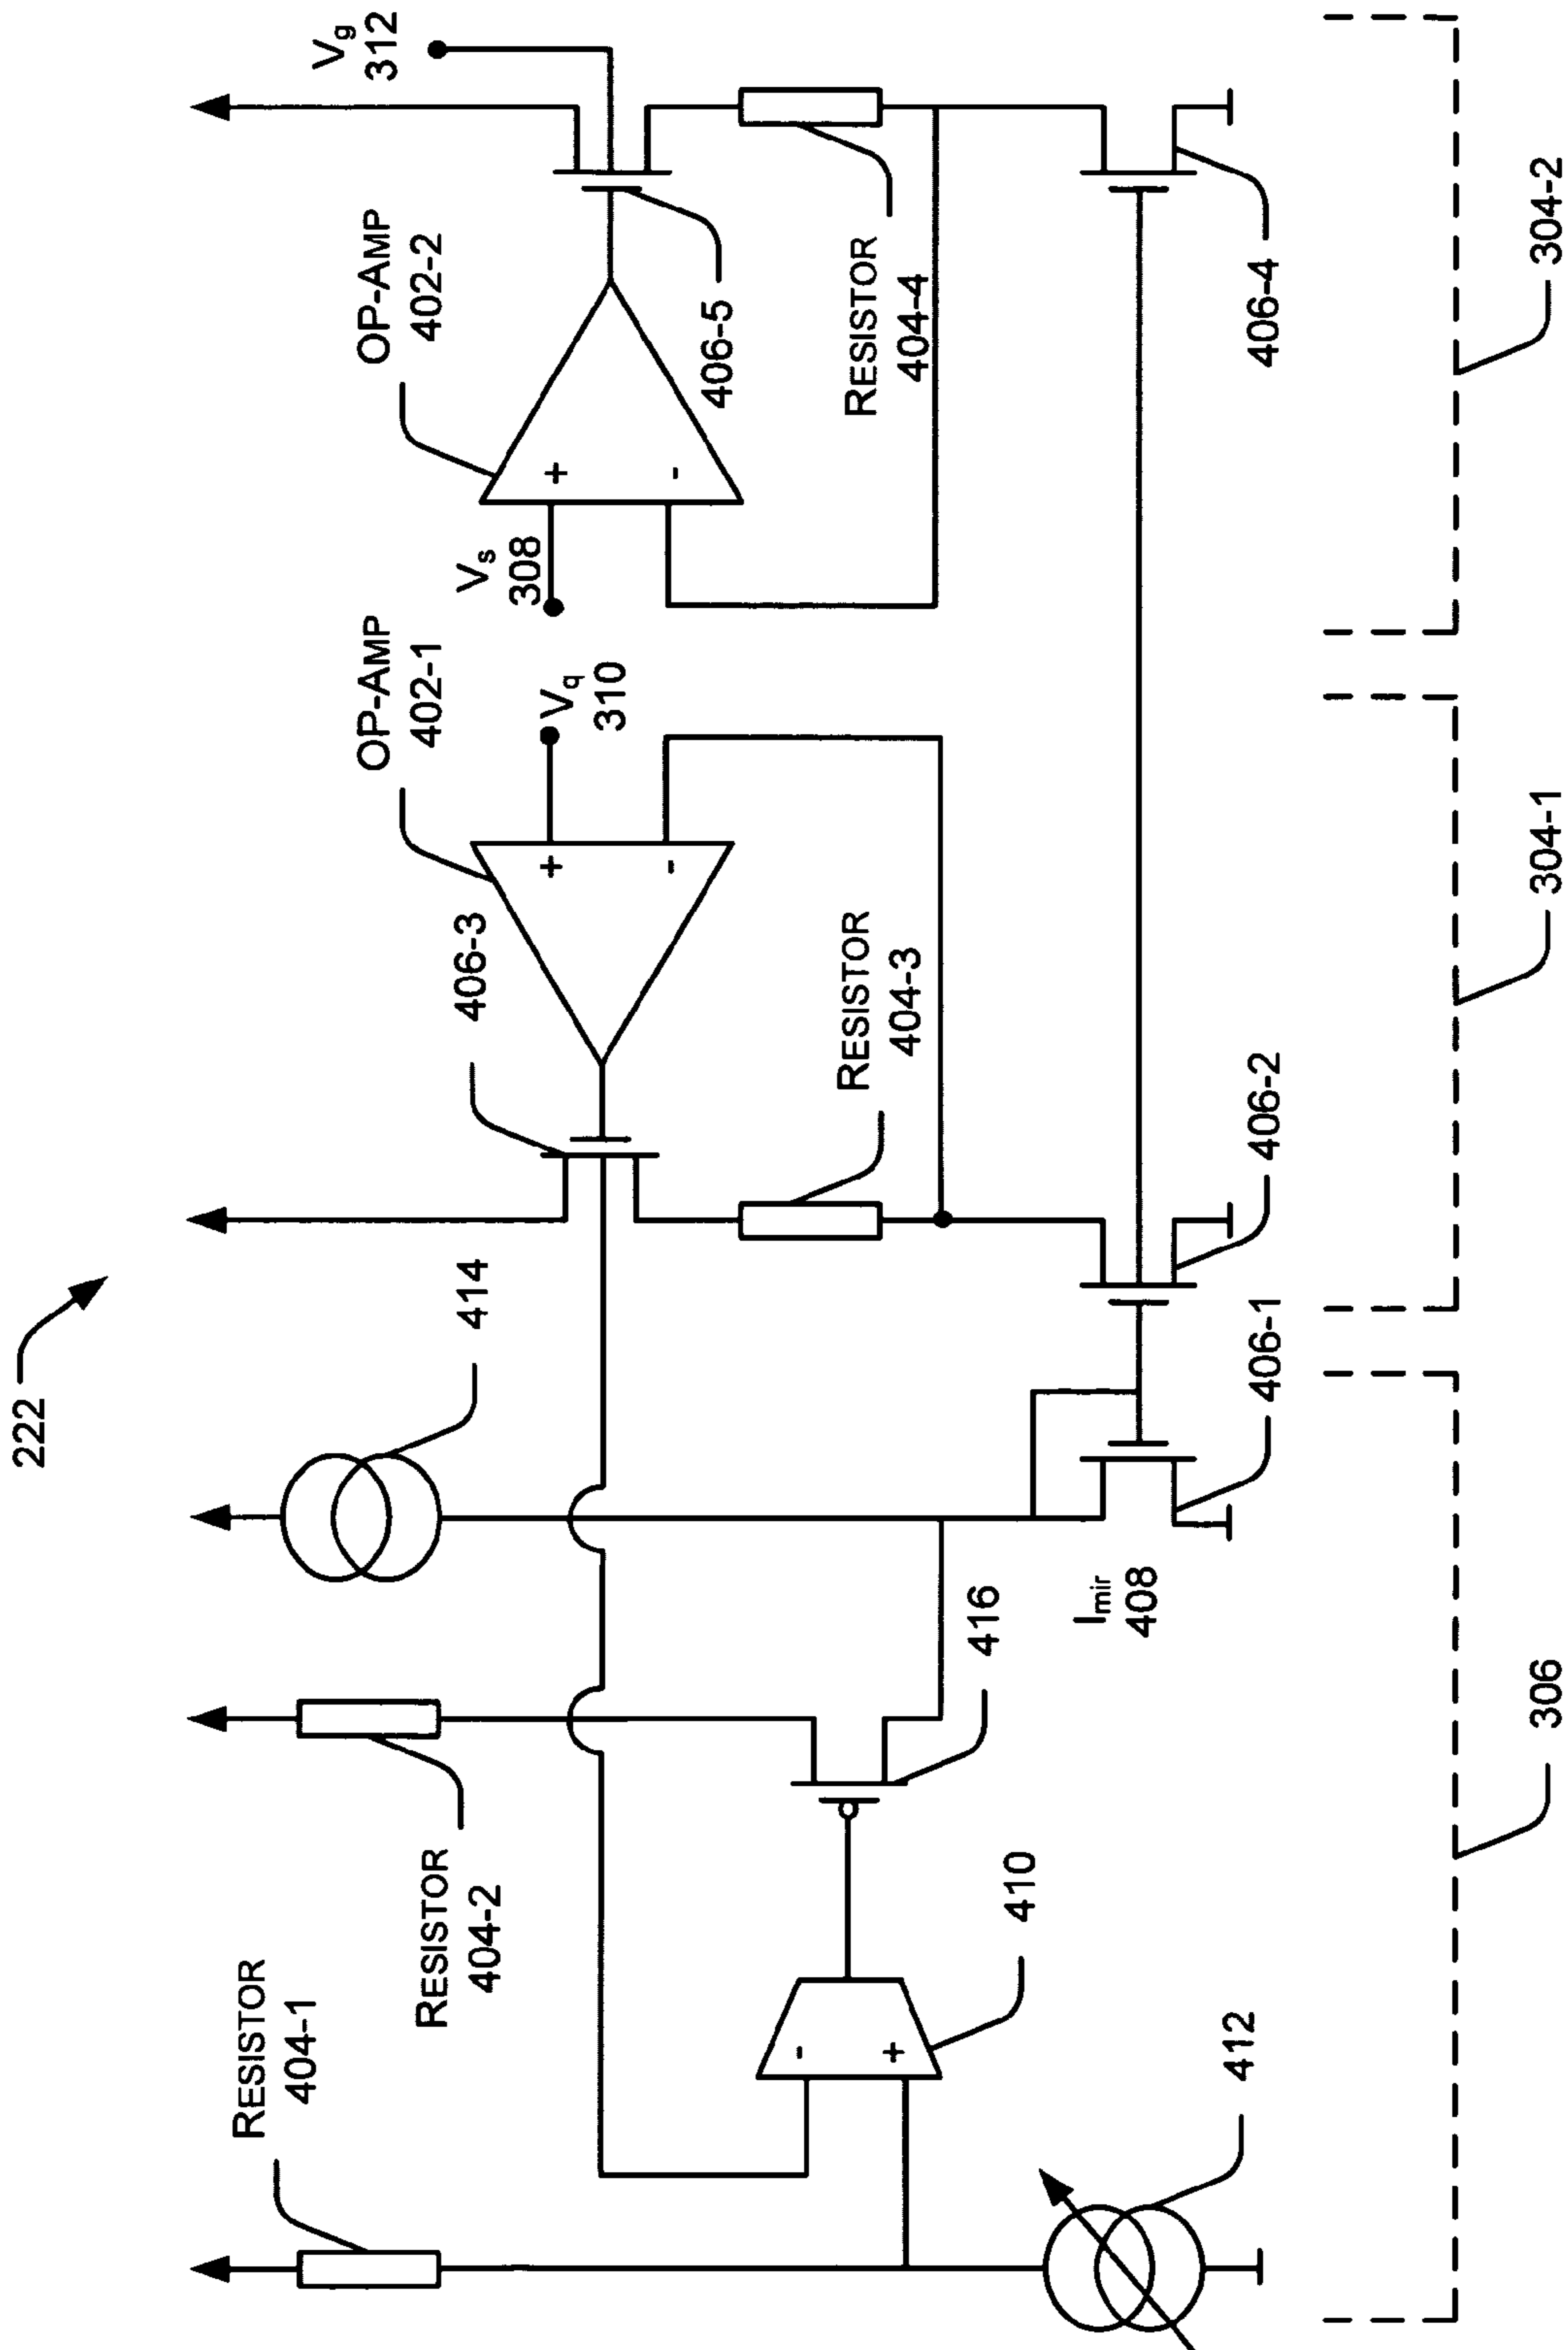 222
RESISTOR
404-1
RESISTOR
404-2
414
406-3
OP-AMP
402-1
OP-AMP
402-2
Vg
312
Vq
310
Vs
308
+
-
+
-
406-5
RESISTOR
404-3
RESISTOR
404-4
-
+
410
416
412
Imir
408
406-1
406-2
406-4
306
304-1
304-2